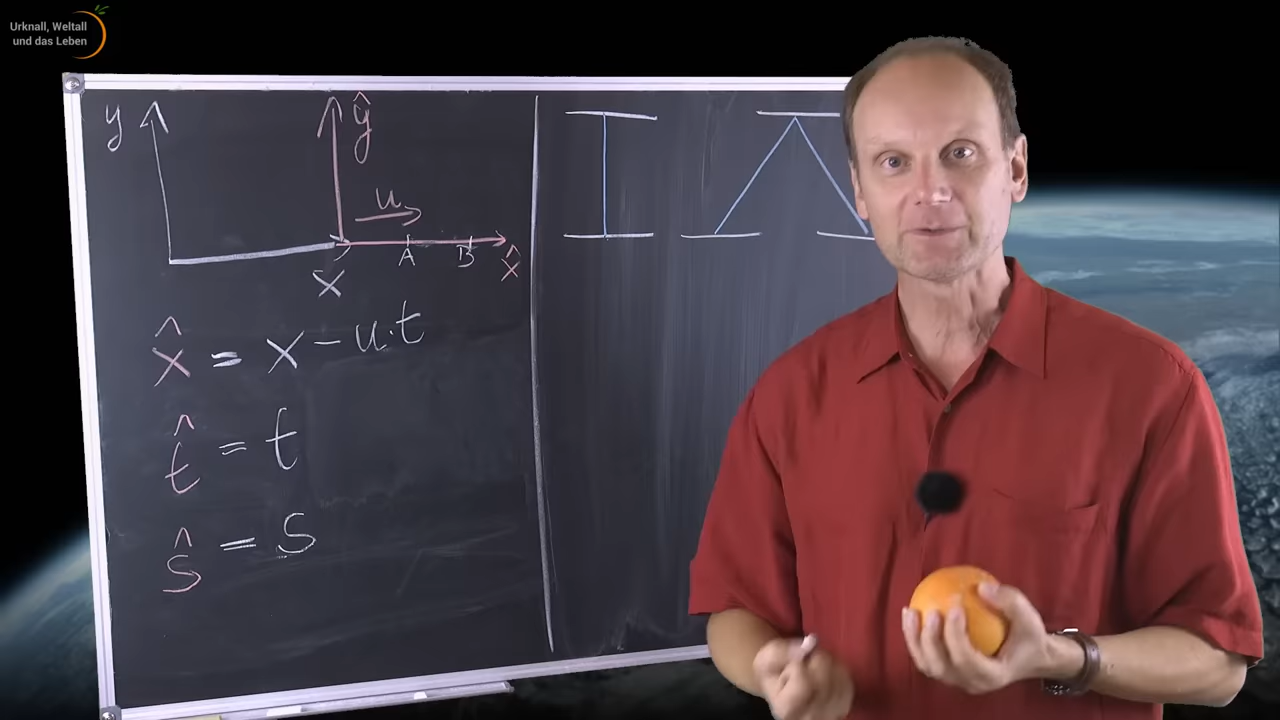 Urknall, Weltall
und das Leben
y
ŷ
u
A
B
x̂
x
x̂ = x - u·t
t̂ = t
ŝ = s